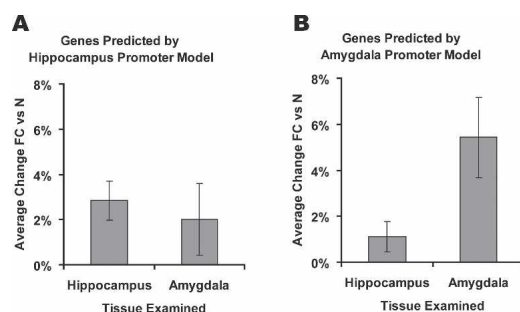 A
Genes Predicted by
Hippocampus Promoter Model
Average Change FC vs N
8%
6%
4%
2%
0%
Hippocampus Amygdala
Tissue Examined
B
Genes Predicted by
Amygdala Promoter Model
Average Change FC vs N
8%
6%
4%
2%
0%
Hippocampus Amygdala
Tissue Examined